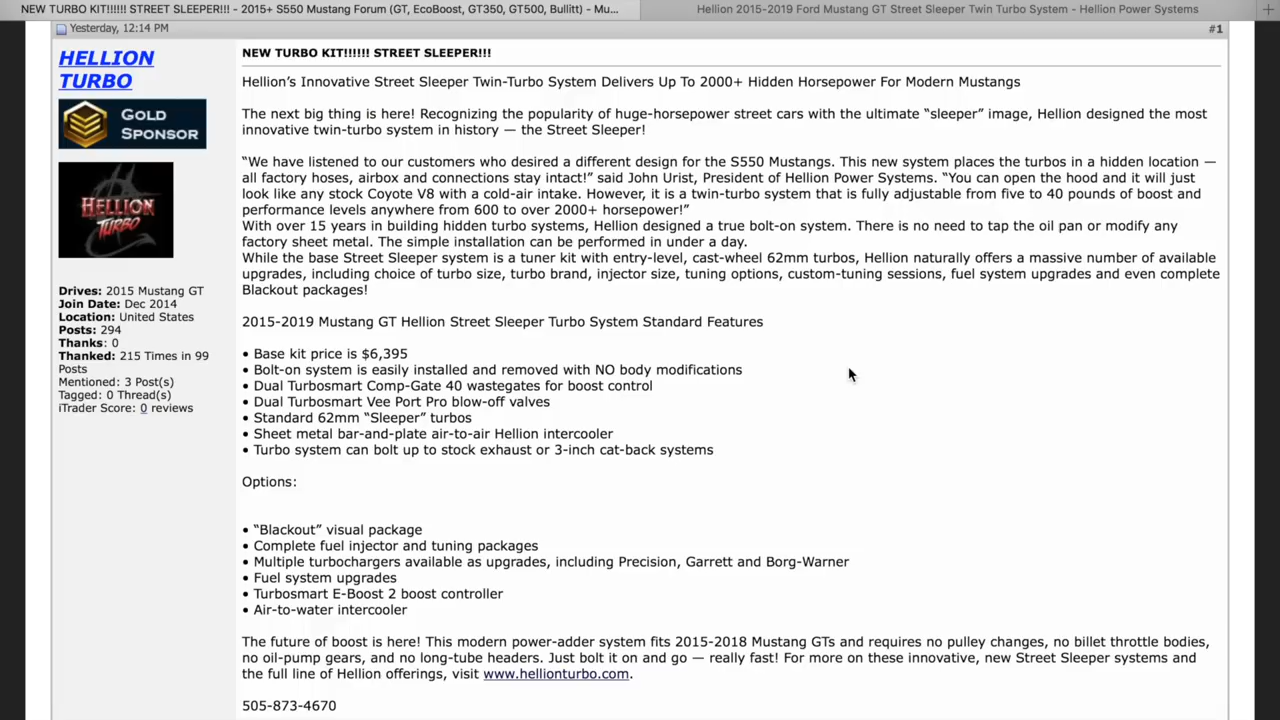 NEW TURBO KIT!!!!!! STREET SLEEPER!!! - 2015+ S550 Mustang Forum (GT, EcoBoost, GT350, GT500, Bullitt) - Mu...
Hellion 2015-2019 Ford Mustang GT Street Sleeper Twin Turbo System - Hellion Power Systems
Yesterday, 12:14 PM
#1
HELLION
TURBO
GOLD
SPONSOR
HELLION
TURBO
Drives: 2015 Mustang GT
Join Date: Dec 2014
Location: United States
Posts: 294
Thanks: 0
Thanked: 215 Times in 99
Posts
Mentioned: 3 Post(s)
Tagged: 0 Thread(s)
iTrader Score: 0 reviews
NEW TURBO KIT!!!!!! STREET SLEEPER!!!
Hellion’s Innovative Street Sleeper Twin-Turbo System Delivers Up To 2000+ Hidden Horsepower For Modern Mustangs
The next big thing is here! Recognizing the popularity of huge-horsepower street cars with the ultimate “sleeper” image, Hellion designed the most
innovative twin-turbo system in history — the Street Sleeper!
“We have listened to our customers who desired a different design for the S550 Mustangs. This new system places the turbos in a hidden location —
all factory hoses, airbox and connections stay intact!” said John Urist, President of Hellion Power Systems. “You can open the hood and it will just
look like any stock Coyote V8 with a cold-air intake. However, it is a twin-turbo system that is fully adjustable from five to 40 pounds of boost and
performance levels anywhere from 600 to over 2000+ horsepower!”
With over 15 years in building hidden turbo systems, Hellion designed a true bolt-on system. There is no need to tap the oil pan or modify any
factory sheet metal. The simple installation can be performed in under a day.
While the base Street Sleeper system is a tuner kit with entry-level, cast-wheel 62mm turbos, Hellion naturally offers a massive number of available
upgrades, including choice of turbo size, turbo brand, injector size, tuning options, custom-tuning sessions, fuel system upgrades and even complete
Blackout packages!
2015-2019 Mustang GT Hellion Street Sleeper Turbo System Standard Features
• Base kit price is $6,395
• Bolt-on system is easily installed and removed with NO body modifications
• Dual Turbosmart Comp-Gate 40 wastegates for boost control
• Dual Turbosmart Vee Port Pro blow-off valves
• Standard 62mm “Sleeper” turbos
• Sheet metal bar-and-plate air-to-air Hellion intercooler
• Turbo system can bolt up to stock exhaust or 3-inch cat-back systems
Options:
• “Blackout” visual package
• Complete fuel injector and tuning packages
• Multiple turbochargers available as upgrades, including Precision, Garrett and Borg-Warner
• Fuel system upgrades
• Turbosmart E-Boost 2 boost controller
• Air-to-water intercooler
The future of boost is here! This modern power-adder system fits 2015-2018 Mustang GTs and requires no pulley changes, no billet throttle bodies,
no oil-pump gears, and no long-tube headers. Just bolt it on and go — really fast! For more on these innovative, new Street Sleeper systems and
the full line of Hellion offerings, visit www.hellionturbo.com.
505-873-4670